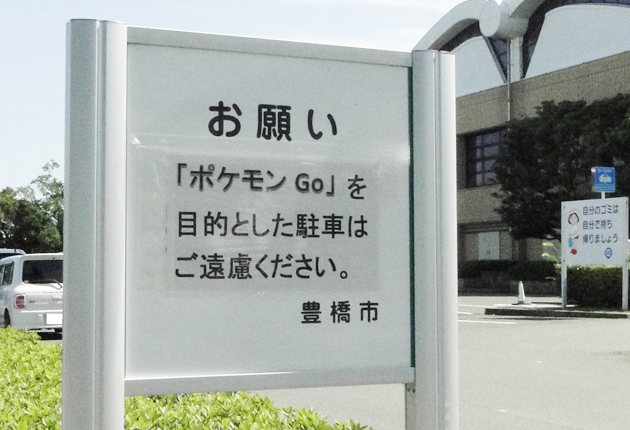 お願い
「ポケモン Go」を
目的とした駐車は
ご遠慮ください。
豊橋市
自分のゴミは
自分で持ち
帰りましょう